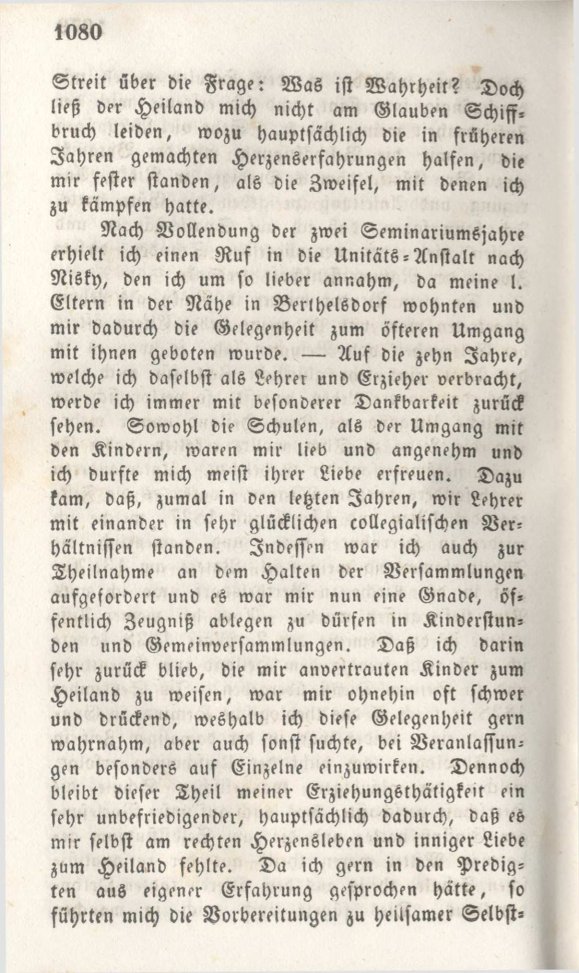 1080
Streit über die Frage: Was ist Wahrheit? Doch
ließ der Heiland mich nicht am Glauben Schiff-
bruch leiden, wozu hauptsächlich die in früheren
Jahren gemachten Herzenserfahrungen halfen, die
mir fester standen, als die Zweifel, mit denen ich
zu kämpfen hatte.
Nach Vollendung der zwei Seminariumsjahre
erhielt ich einen Ruf in die Unitäts-Anstalt nach
Nisky, den ich um so lieber annahm, da meine l.
Eltern in der Nähe in Berthelsdorf wohnten und
mir dadurch die Gelegenheit zum öfteren Umgang
mit ihnen geboten wurde. — Auf die zehn Jahre,
welche ich daselbst als Lehrer und Erzieher verbracht,
werde ich immer mit besonderer Dankbarkeit zurück
sehen. Sowohl die Schulen, als der Umgang mit
den Kindern, waren mir lieb und angenehm und
ich durfte mich meist ihrer Liebe erfreuen. Dazu
kam, daß, zumal in den letzten Jahren, wir Lehrer
mit einander in sehr glücklichen collegialischen Ver-
hältnissen standen. Indessen war ich auch zur
Theilnahme an dem Halten der Versammlungen
aufgefordert und es war mir nun eine Gnade, öf-
fentlich Zeugniß ablegen zu dürfen in Kinderstun-
den und Gemeinversammlungen. Daß ich darin
sehr zurück blieb, die mir anvertrauten Kinder zum
Heiland zu weisen, war mir ohnehin oft schwer
und drückend, weshalb ich diese Gelegenheit gern
wahrnahm, aber auch sonst suchte, bei Veranlassun-
gen besonders auf Einzelne einzuwirken. Dennoch
bleibt dieser Theil meiner Erziehungsthätigkeit ein
sehr unbefriedigender, hauptsächlich dadurch, daß es
mir selbst am rechten Herzensleben und inniger Liebe
zum Heiland fehlte. Da ich gern in den Predig-
ten aus eigener Erfahrung gesprochen hätte, so
führten mich die Vorbereitungen zu heilsamer Selbst-